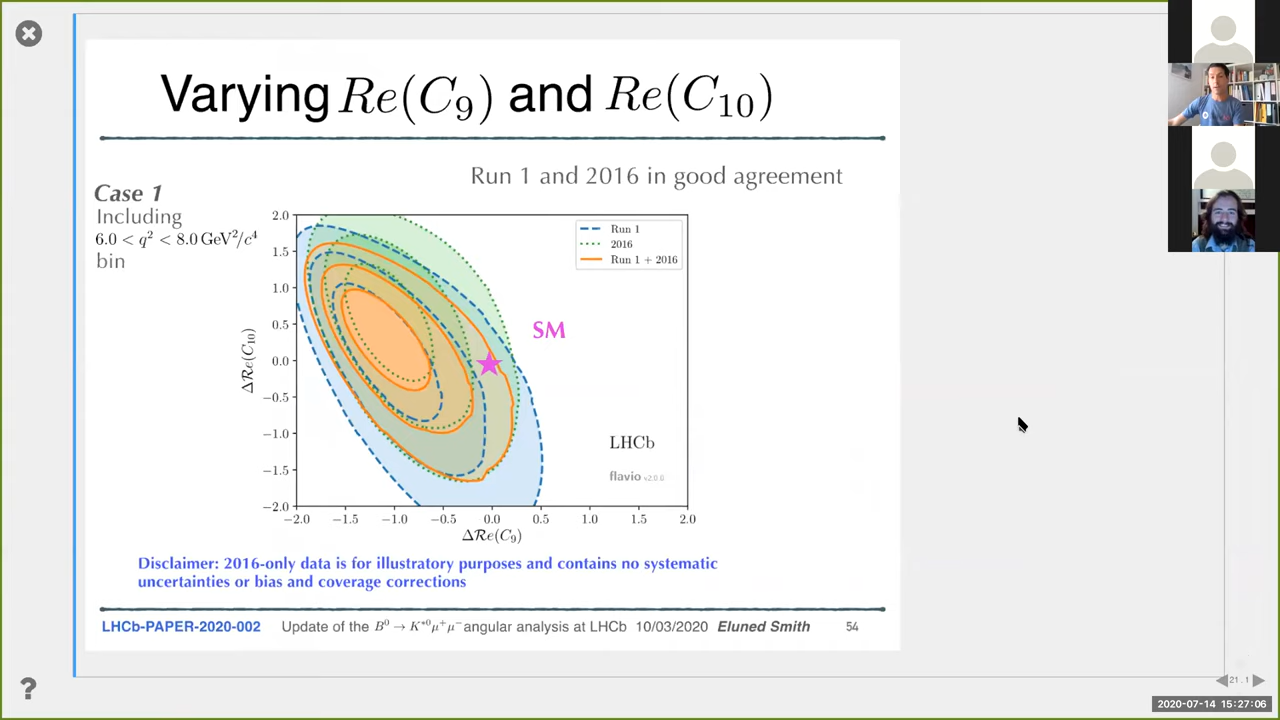 Varying Re(C₉) and Re(C₁₀)
Run 1 and 2016 in good agreement
Case 1
Including
6.0 < q² < 8.0 GeV²/c⁴
bin
Run 1
2016
Run 1 + 2016
SM
LHCb
flavio v2.0.0
ΔRe(C₁₀)
2.0
1.5
1.0
0.5
0.0
−0.5
−1.0
−1.5
−2.0
−2.0 −1.5 −1.0 −0.5 0.0 0.5 1.0 1.5 2.0
ΔRe(C₉)
Disclaimer: 2016-only data is for illustratory purposes and contains no systematic
uncertainties or bias and coverage corrections
LHCb-PAPER-2020-002 Update of the B⁰ → K*⁰μ⁺μ⁻ angular analysis at LHCb 10/03/2020 Eluned Smith 54
?
21 . 1
2020-07-14 15:27:06